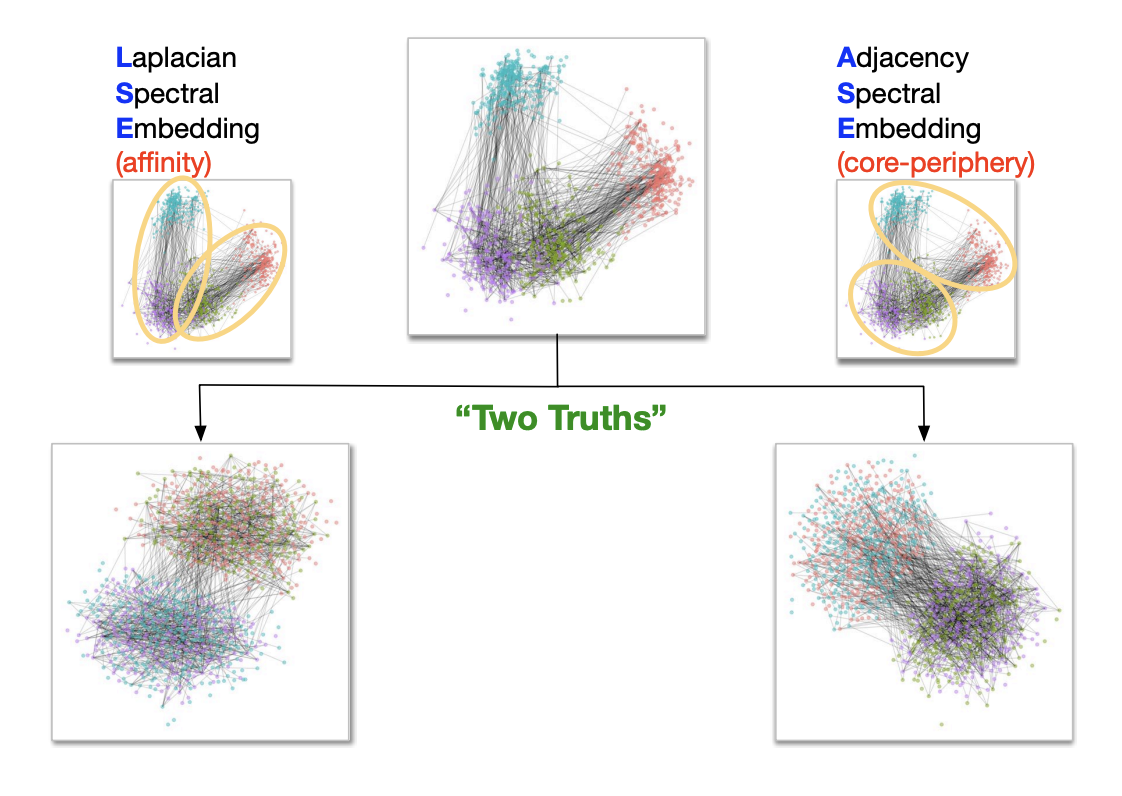 Laplacian
Spectral
Embedding
(affinity)
Adjacency
Spectral
Embedding
(core-periphery)
“Two Truths”